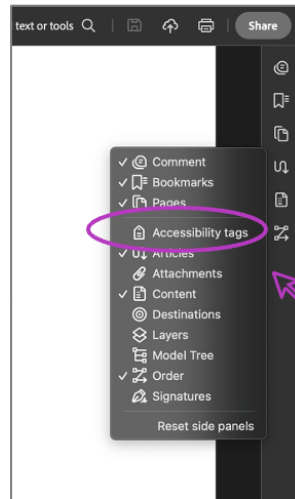 text or tools
Share
Comment
Bookmarks
Pages
Accessibility tags
Articles
Attachments
Content
Destinations
Layers
Model Tree
Order
Signatures
Reset side panels